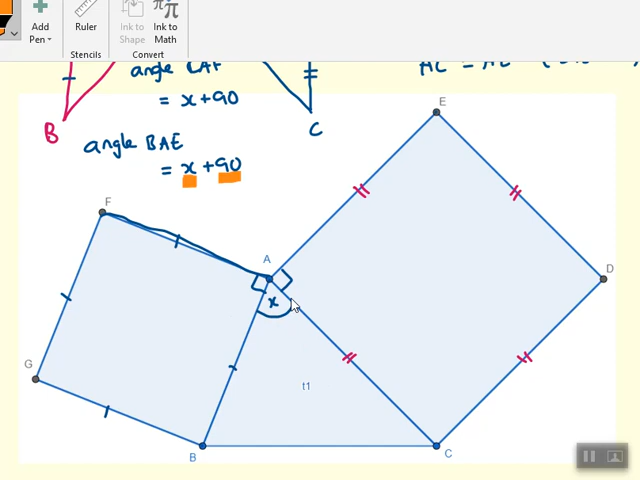 Add
Pen
Ruler
Ink to
Shape
Ink to
Math
Stencils
Convert
angle CAF
= x+90
B
C
angle BAE
= x +90
E
F
A
D
x
G
t1
B
C